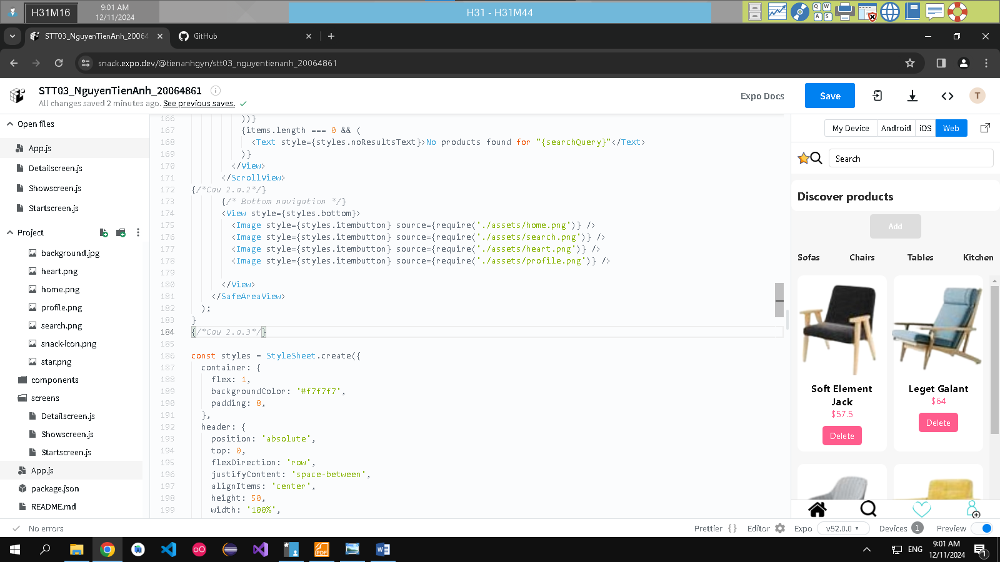 H31M16
9:01 AM
12/11/2024
H31 - H31M44
Q W
A S
STT03_NguyenTienAnh_20064
GitHub
snack.expo.dev/@tienanhgyn/stt03_nguyentienanh_20064861
STT03_NguyenTienAnh_20064861
All changes saved 2 minutes ago. See previous saves.
Expo Docs
Save
T
Open files
App.js
Detailscreen.js
Showscreen.js
Startscreen.js
Project
background.jpg
heart.png
home.png
profile.png
search.png
snack-icon.png
star.png
components
screens
Detailscreen.js
Showscreen.js
Startscreen.js
App.js
package.json
README.md
166 ))}
167 {items.length === 0 && (
168 <Text style={styles.noResultsText}>No products found for "{searchQuery}"</Text>
169 )}
170 </View>
171 </ScrollView>
172 {/*Cau 2.a.2*/}
173 {/* Bottom navigation */}
174 <View style={styles.bottom}>
175 <Image style={styles.itembutton} source={require('./assets/home.png')} />
176 <Image style={styles.itembutton} source={require('./assets/search.png')} />
177 <Image style={styles.itembutton} source={require('./assets/heart.png')} />
178 <Image style={styles.itembutton} source={require('./assets/profile.png')} />
179
180 </View>
181 </SafeAreaView>
182 );
183 }
184 {/*Cau 2.a.3*/}
185
186 const styles = StyleSheet.create({
187 container: {
188 flex: 1,
189 backgroundColor: '#f7f7f7',
190 padding: 8,
191 },
192 header: {
193 position: 'absolute',
194 top: 0,
195 flexDirection: 'row',
196 justifyContent: 'space-between',
197 alignItems: 'center',
198 height: 50,
199 width: '100%',
My Device Android iOS Web
Search
Discover products
Add
Sofas Chairs Tables Kitchen
Soft Element
Jack
$57.5
Delete
Leget Galant
$64
Delete
No errors
Prettier {} Editor Expo v52.0.0 Devices 1 Preview
ENG
9:01 AM
12/11/2024
1
PDF